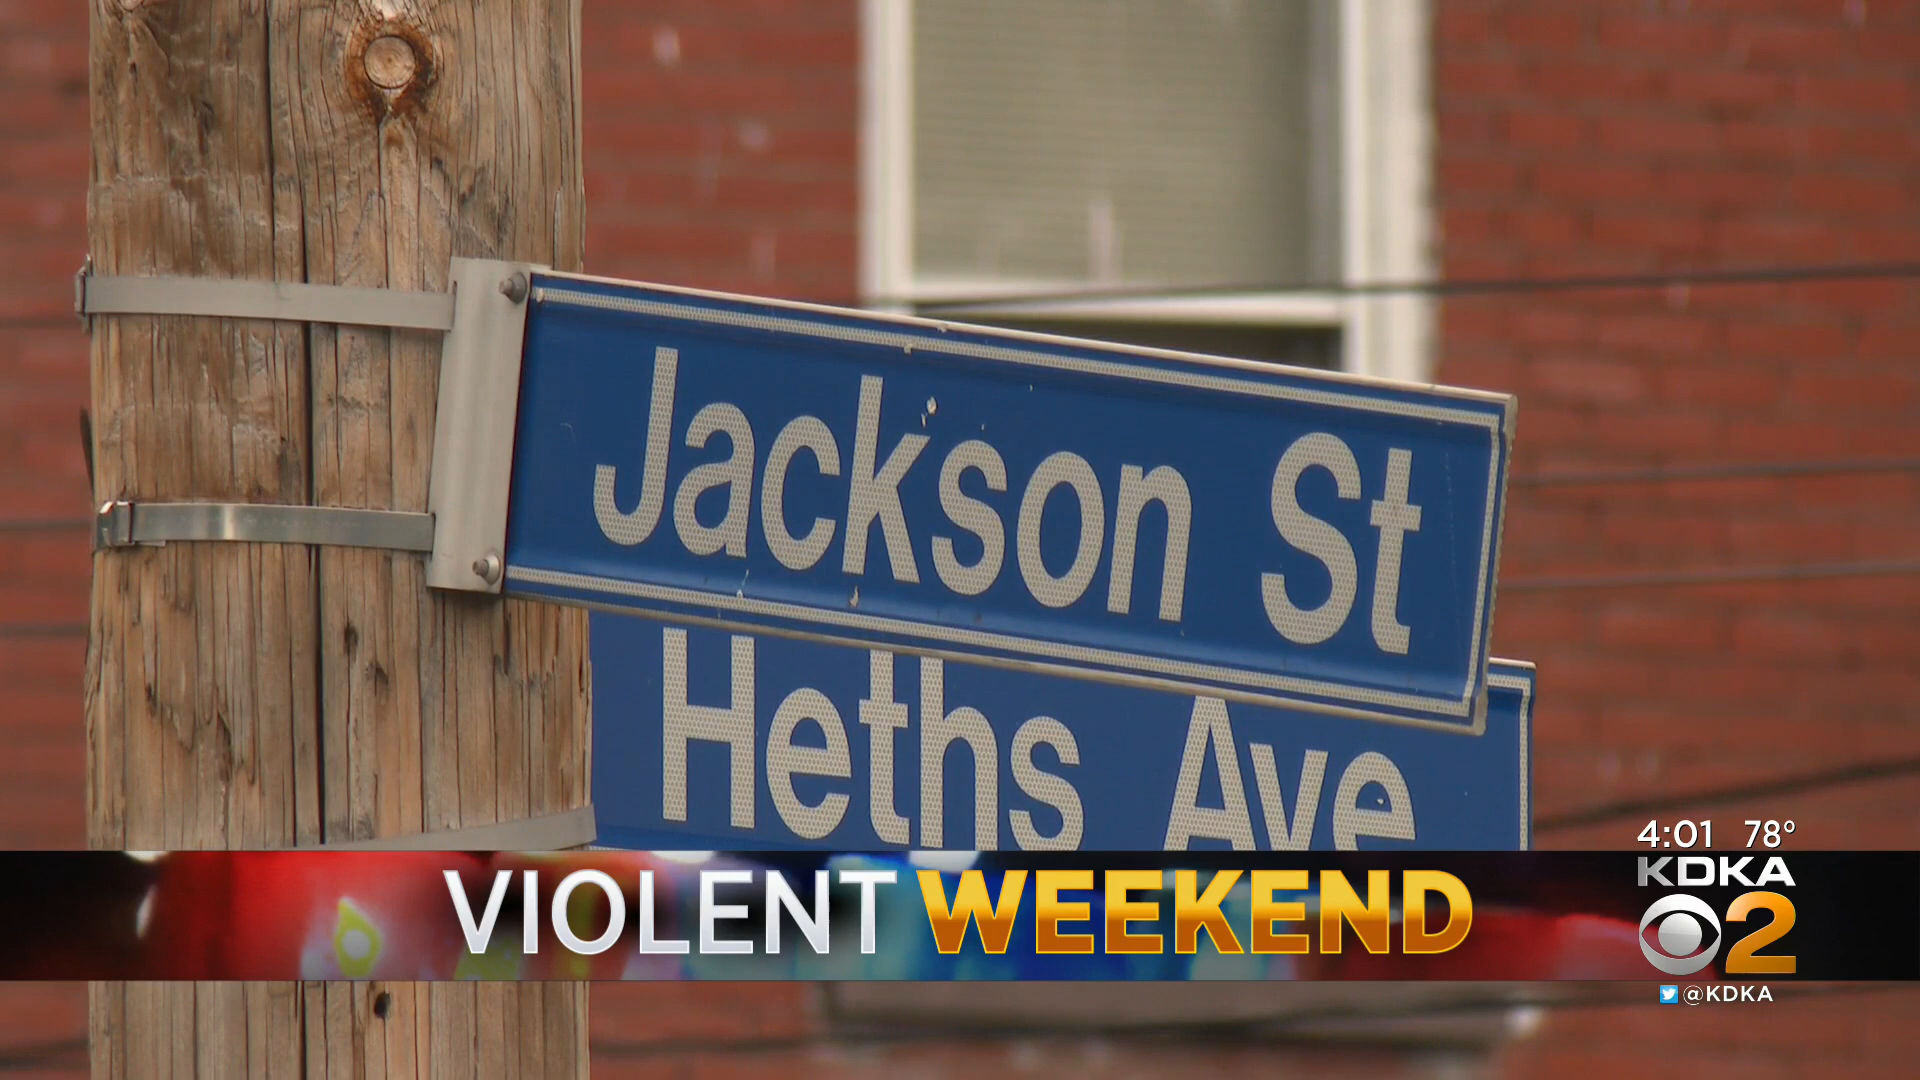 Jackson St
Heths Ave
4:01 78°
VIOLENT WEEKEND
KDKA
2
@KDKA